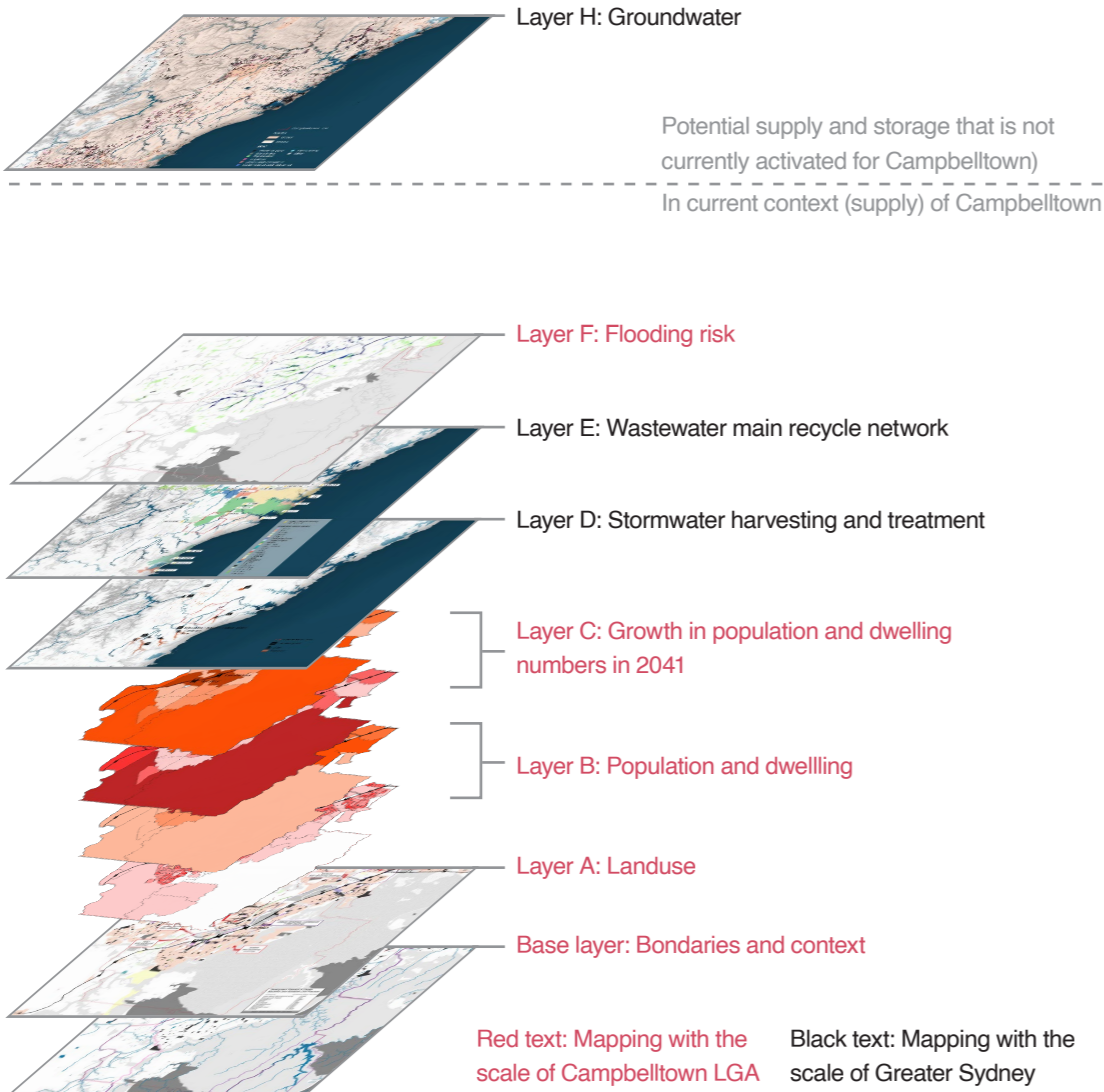 Layer H: Groundwater
Potential supply and storage that is not
currently activated for Campbelltown)
In current context (supply) of Campbelltown
Layer F: Flooding risk
Layer E: Wastewater main recycle network
Layer D: Stormwater harvesting and treatment
Layer C: Growth in population and dwelling
numbers in 2041
Layer B: Population and dwellling
Layer A: Landuse
Base layer: Bondaries and context
Red text: Mapping with the
scale of Campbelltown LGA
Black text: Mapping with the
scale of Greater Sydney